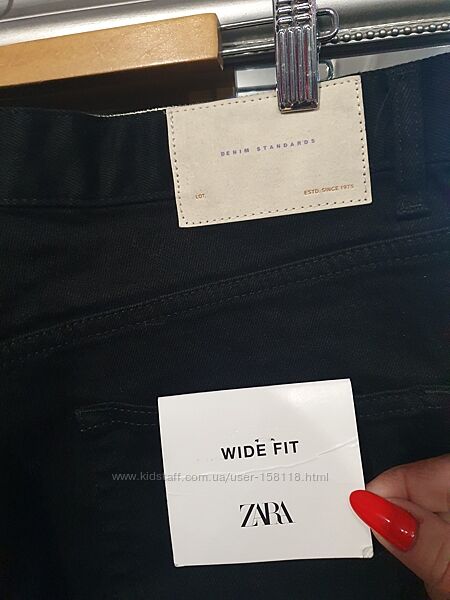 DENIM STANDARDS
LOT. ESTD: SINCE 1975
WIDE FIT
www.kidstaff.com.ua/user-158118.html
ZARA